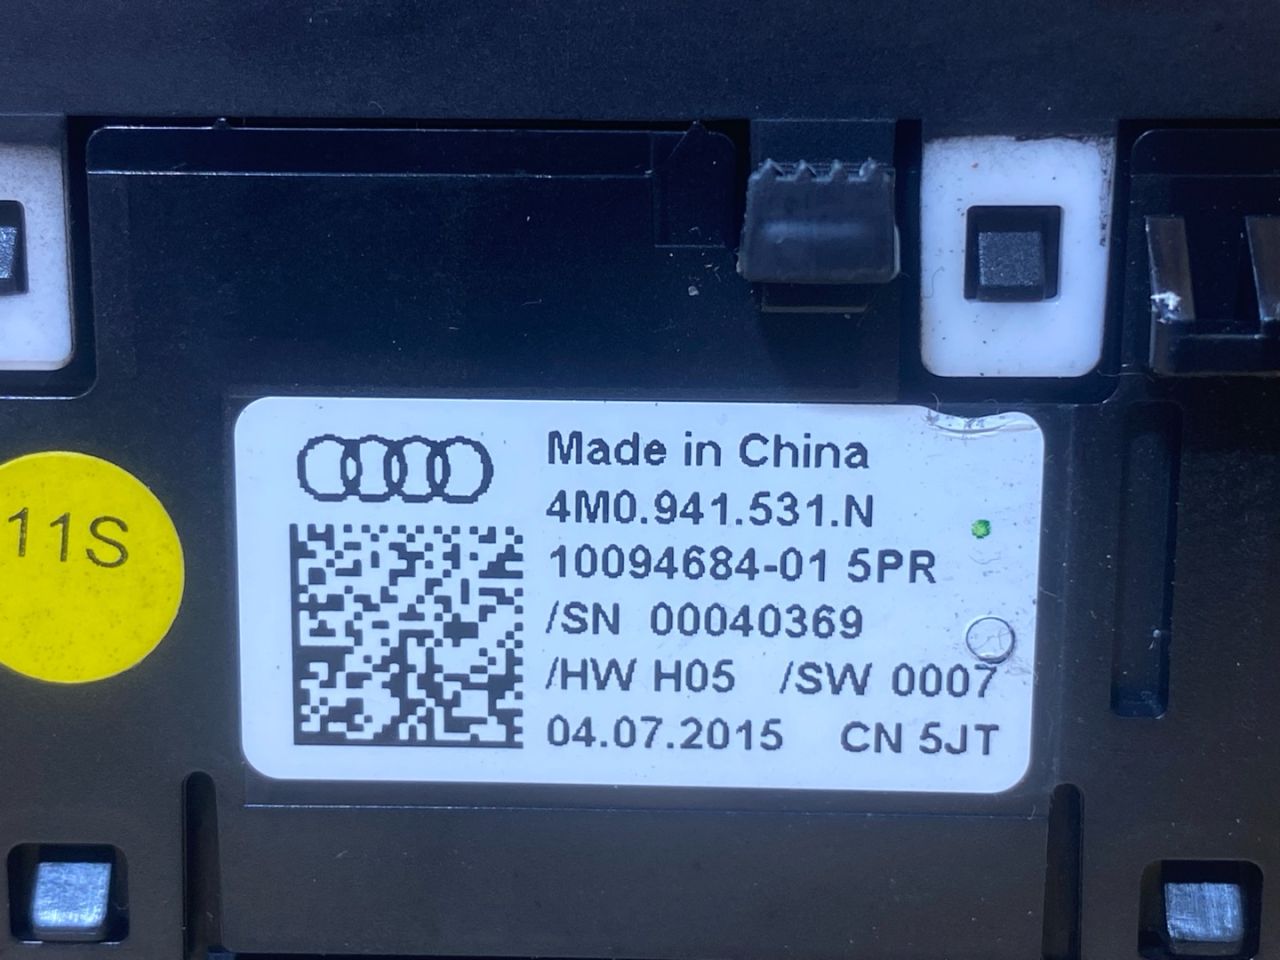 Made in China
4M0.941.531.N
10094684-01 5PR
/SN 00040369
/HW H05 /SW 0007
04.07.2015 CN 5JT
11S